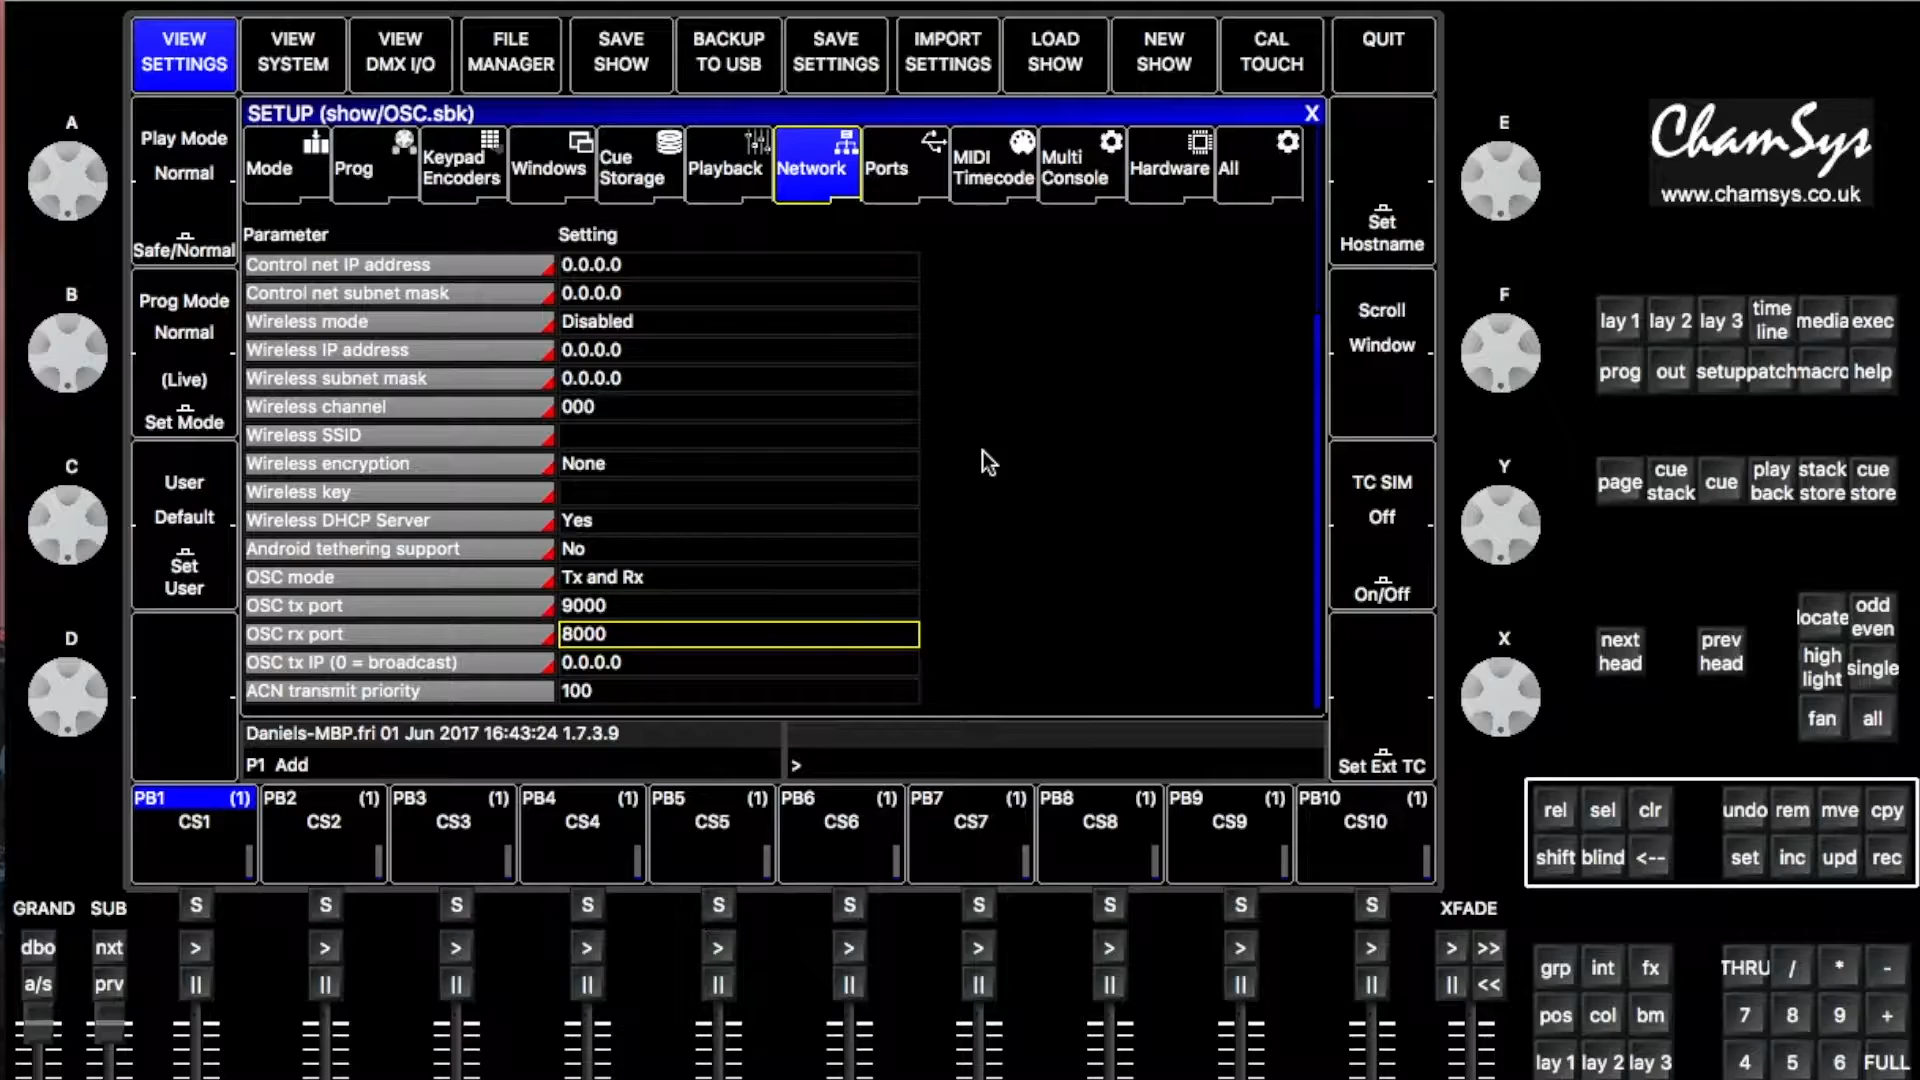 VIEW SETTINGS
VIEW SYSTEM
VIEW DMX I/O
FILE MANAGER
SAVE SHOW
BACKUP TO USB
SAVE SETTINGS
IMPORT SETTINGS
LOAD SHOW
NEW SHOW
CAL TOUCH
QUIT
A
B
C
D
Play Mode
Normal
Safe/Normal
Prog Mode
Normal
(Live)
Set Mode
User
Default
Set
User
SETUP (show/OSC.sbk) X
Mode
Prog
Keypad Encoders
Windows
Cue Storage
Playback
Network
Ports
MIDI Timecode
Multi Console
Hardware
All
Parameter Setting
Control net IP address 0.0.0.0
Control net subnet mask 0.0.0.0
Wireless mode Disabled
Wireless IP address 0.0.0.0
Wireless subnet mask 0.0.0.0
Wireless channel 000
Wireless SSID
Wireless encryption None
Wireless key
Wireless DHCP Server Yes
Android tethering support No
OSC mode Tx and Rx
OSC tx port 9000
OSC rx port 8000
OSC tx IP (0 = broadcast) 0.0.0.0
ACN transmit priority 100
Daniels-MBP.fri 01 Jun 2017 16:43:24 1.7.3.9
P1 Add >
Set
Hostname
Scroll
Window
TC SIM
Off
On/Off
Set Ext TC
E
F
Y
X
ChamSys
www.chamsys.co.uk
lay 1 lay 2 lay 3 time line media exec
prog out setup patch macro help
page cue stack cue play back stack store cue store
next head prev head
locate odd even
high light single
fan all
rel sel clr undo rem mve cpy
shift blind <-- set inc upd rec
PB1 (1) PB2 (1) PB3 (1) PB4 (1) PB5 (1) PB6 (1) PB7 (1) PB8 (1) PB9 (1) PB10 (1)
CS1 CS2 CS3 CS4 CS5 CS6 CS7 CS8 CS9 CS10
GRAND SUB S S S S S S S S S S XFADE
dbo nxt > > > > > > > > > > > >>
a/s prv || || || || || || || || || || || <<
grp int fx THRU / * -
pos col bm 7 8 9 +
lay 1 lay 2 lay 3 4 5 6 FULL